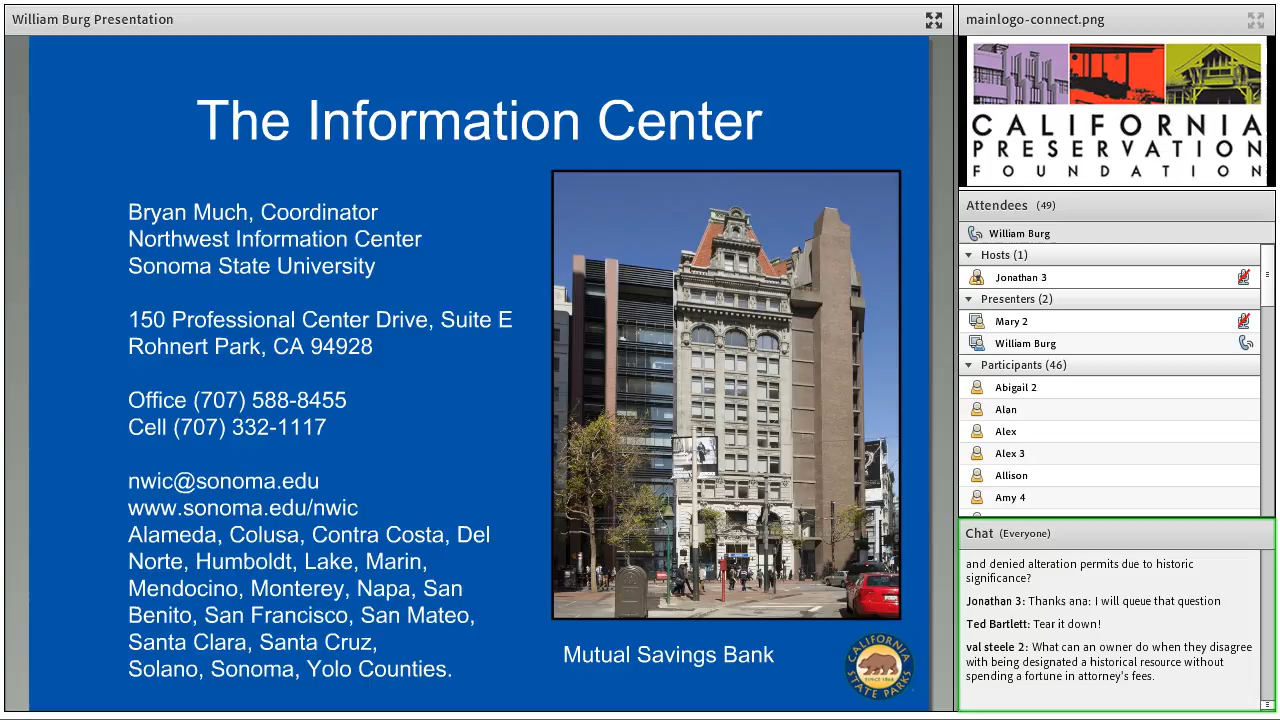 William Burg Presentation
The Information Center
Bryan Much, Coordinator
Northwest Information Center
Sonoma State University
150 Professional Center Drive, Suite E
Rohnert Park, CA 94928
Office (707) 588-8455
Cell (707) 332-1117
nwic@sonoma.edu
www.sonoma.edu/nwic
Alameda, Colusa, Contra Costa, Del
Norte, Humboldt, Lake, Marin,
Mendocino, Monterey, Napa, San
Benito, San Francisco, San Mateo,
Santa Clara, Santa Cruz,
Solano, Sonoma, Yolo Counties.
Mutual Savings Bank
CALIFORNIA
SINCE 1864
STATE PARKS
mainlogo-connect.png
CALIFORNIA
PRESERVATION
FOUNDATION
Attendees (49)
William Burg
Hosts (1)
Jonathan 3
Presenters (2)
Mary 2
William Burg
Participants (46)
Abigail 2
Alan
Alex
Alex 3
Allison
Amy 4
Chat (Everyone)
and denied alteration permits due to historic
significance?
Jonathan 3: Thanks ana: I will queue that question
Ted Bartlett: Tear it down!
val steele 2: What can an owner do when they disagree
with being designated a historical resource without
spending a fortune in attorney's fees.